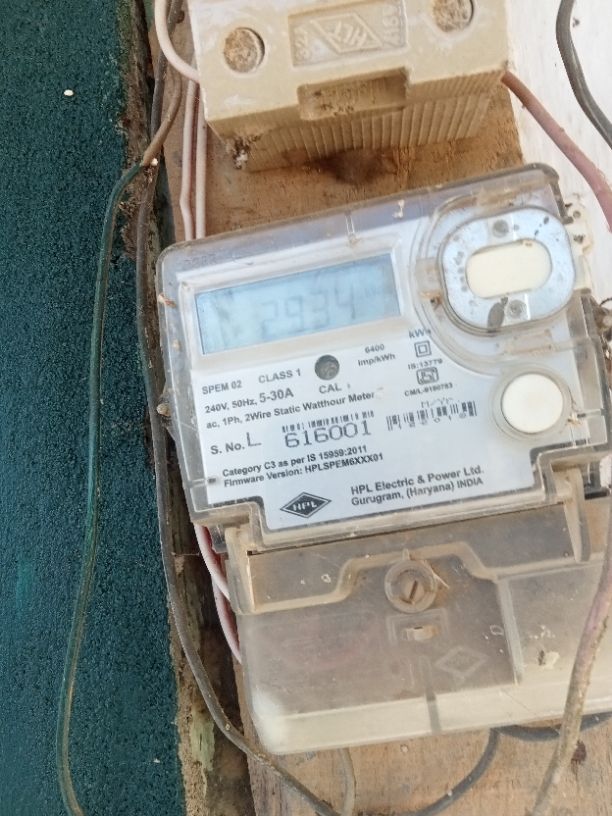 HPL
2934
kWh
6400
imp/kWh
IS:13779
SPEM 02 CLASS 1
240V, 50Hz, 5-30A CAL
ac, 1Ph, 2Wire Static Watthour Meter
S. No. L 616001
Category C3 as per IS 15959:2011
Firmware Version: HPLSPEM6XXX01
HPL
HPL Electric & Power Ltd.
Gurugram, (Haryana) INDIA